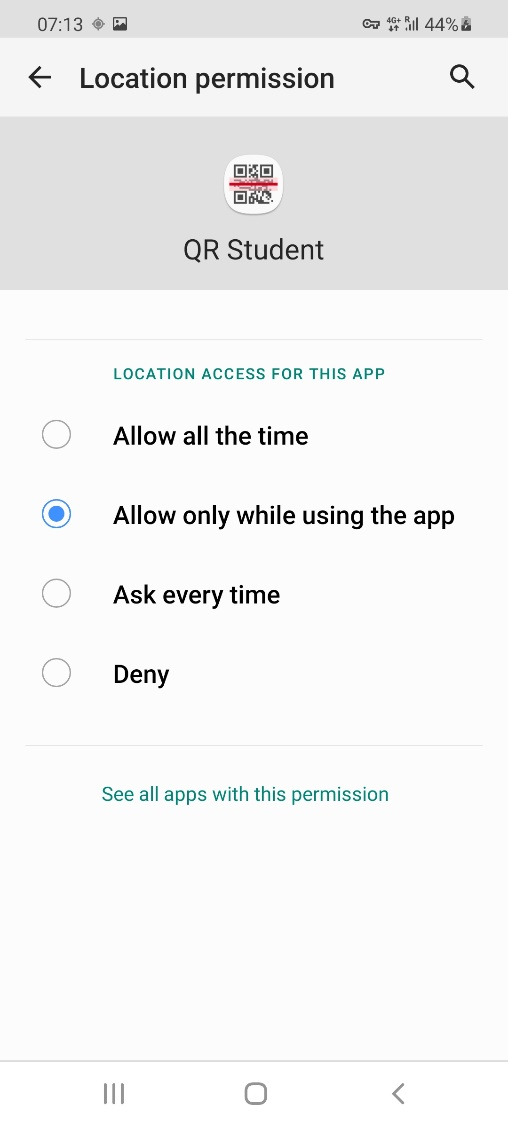 07:13 4G+ R 44%
Location permission
QR Student
LOCATION ACCESS FOR THIS APP
Allow all the time
Allow only while using the app
Ask every time
Deny
See all apps with this permission